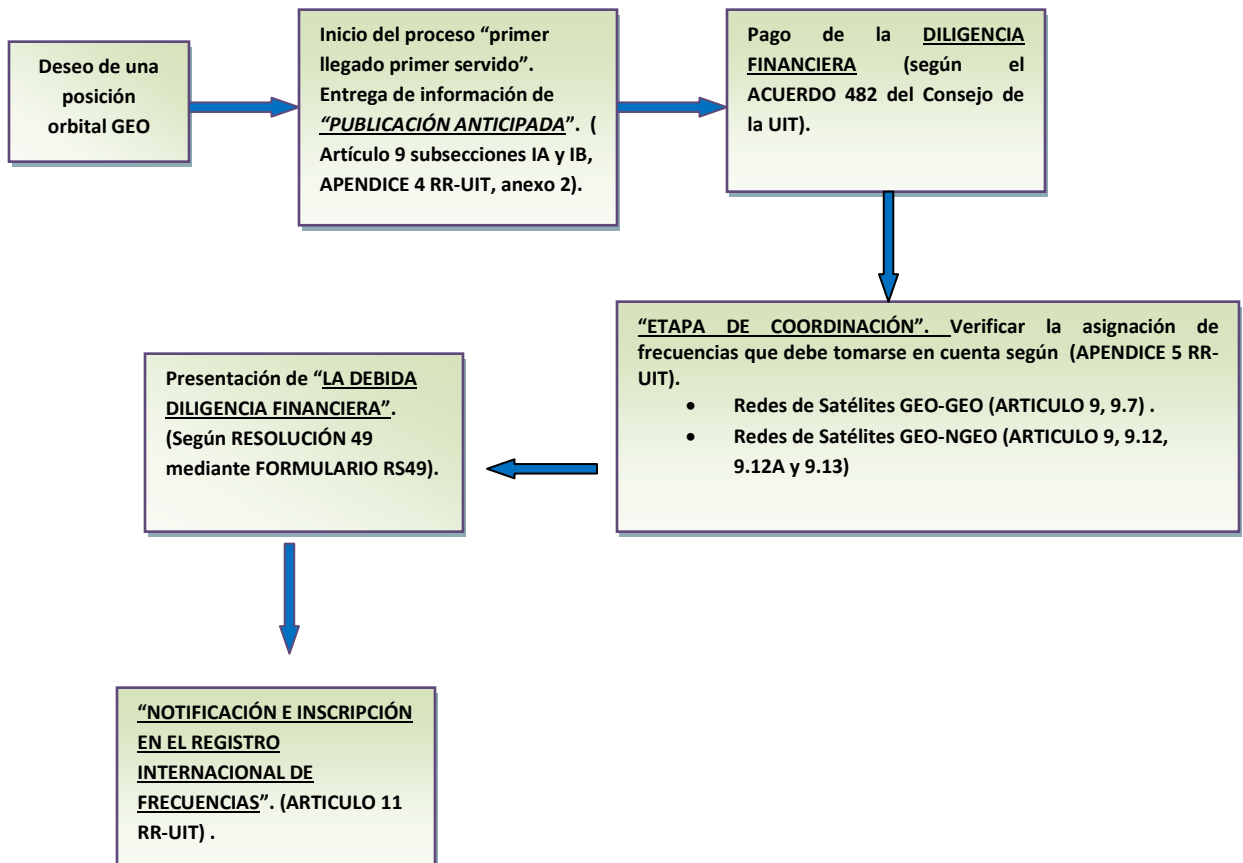 Deseo de una
posición
orbital GEO
Inicio del proceso “primer
llegado primer servido”.
Entrega de información de
“PUBLICACIÓN ANTICIPADA”. (
Artículo 9 subsecciones IA y IB,
APENDICE 4 RR-UIT, anexo 2).
Pago de la DILIGENCIA
FINANCIERA (según el
ACUERDO 482 del Consejo de
la UIT).
“ETAPA DE COORDINACIÓN”. Verificar la asignación de
frecuencias que debe tomarse en cuenta según (APENDICE 5 RR-
UIT).
• Redes de Satélites GEO-GEO (ARTICULO 9, 9.7) .
• Redes de Satélites GEO-NGEO (ARTICULO 9, 9.12,
9.12A y 9.13)
Presentación de “LA DEBIDA
DILIGENCIA FINANCIERA”.
(Según RESOLUCIÓN 49
mediante FORMULARIO RS49).
“NOTIFICACIÓN E INSCRIPCIÓN
EN EL REGISTRO
INTERNACIONAL DE
FRECUENCIAS”. (ARTICULO 11
RR-UIT) .